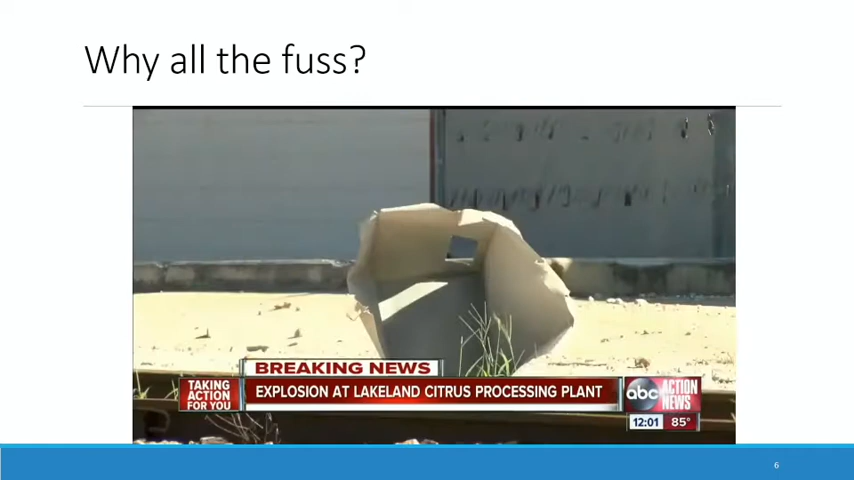 Why all the fuss?
BREAKING NEWS
TAKING
ACTION
FOR YOU
EXPLOSION AT LAKELAND CITRUS PROCESSING PLANT
abc ACTION
NEWS
12:01 85°
6